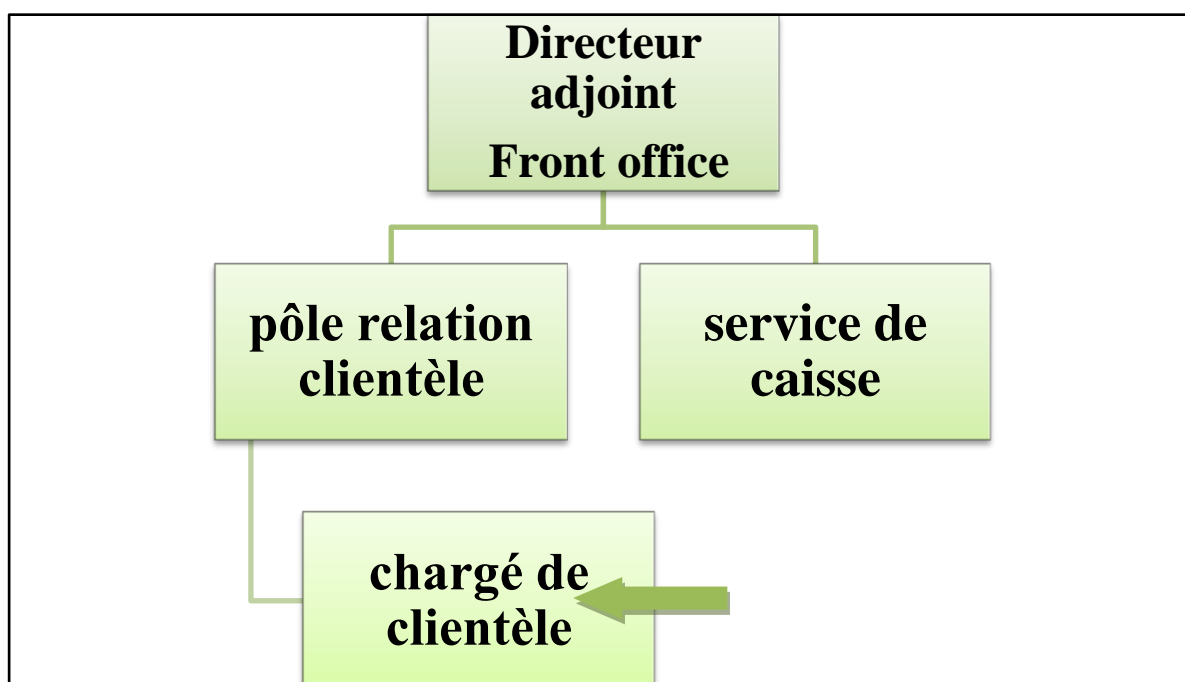 Directeur
adjoint
Front office
pôle relation
clientèle
service de
caisse
chargé de
clientèle